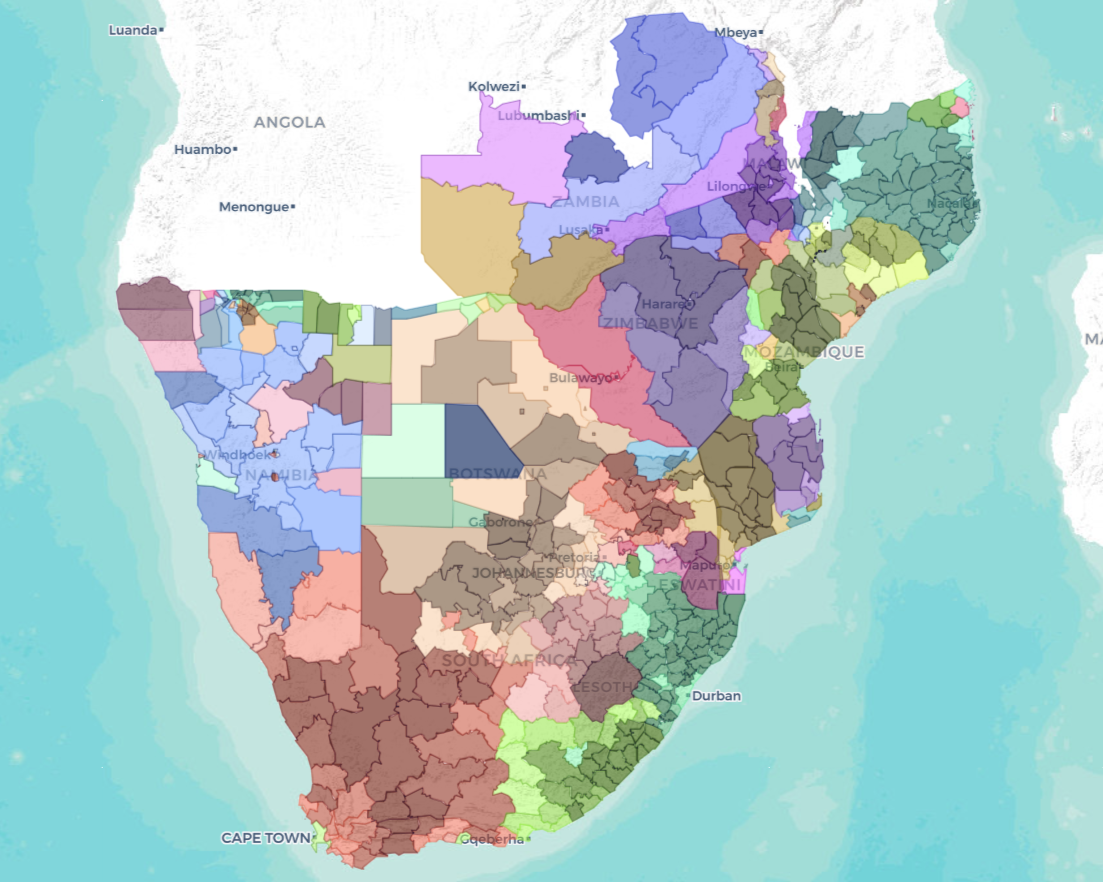 Luanda
Mbeya
Kolwezi
Lubumbashi
ANGOLA
Huambo
MALAW
Lilongwe
Menongue
ZAMBIA
Nacala
Lusaka
Harare
ZIMBABWE
MOZAMBIQUE
MA
Beira
Bulawayo
Windhoek
NAMIBIA
BOTSWANA
Gaborone
Pretoria
Maputo
JOHANNESBURG
ESWATINI
SOUTH AFRICA
LESOTHO
Durban
CAPE TOWN
Gqeberha